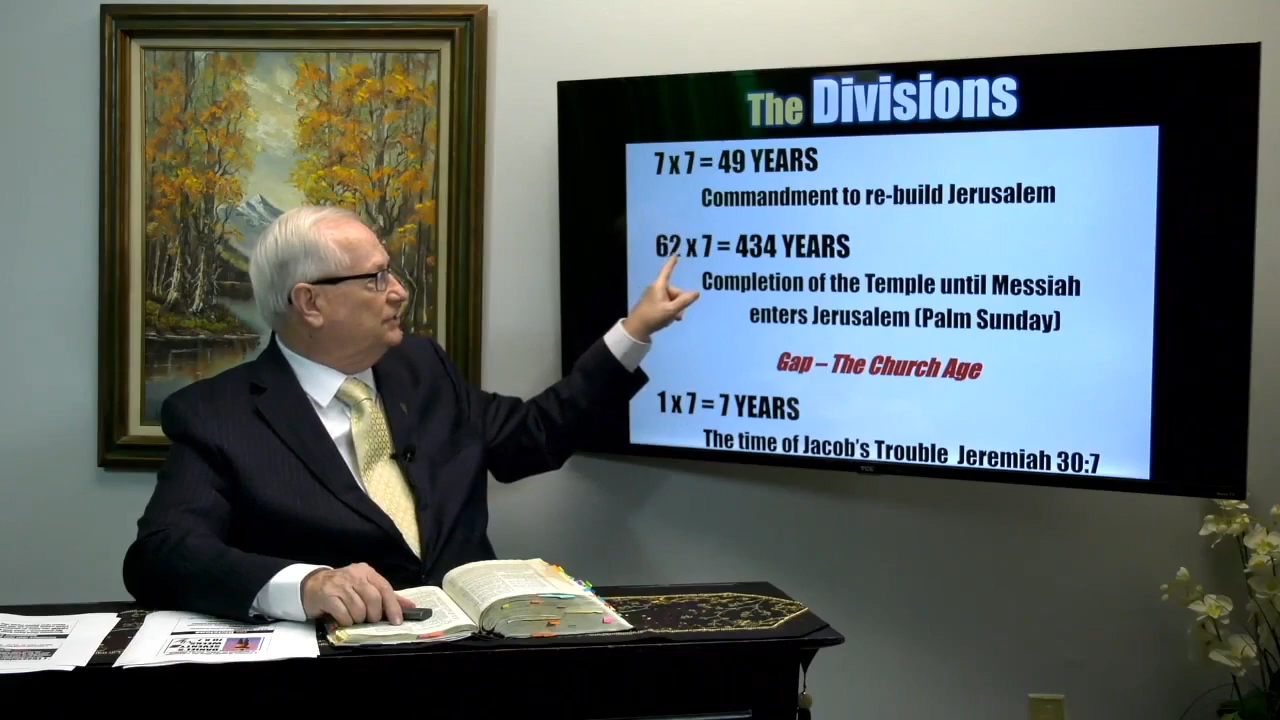 The Divisions
7 x 7 = 49 YEARS
Commandment to re-build Jerusalem
62 x 7 = 434 YEARS
Completion of the Temple until Messiah
enters Jerusalem (Palm Sunday)
Gap – The Church Age
1 x 7 = 7 YEARS
The time of Jacob's Trouble Jeremiah 30:7
TCL